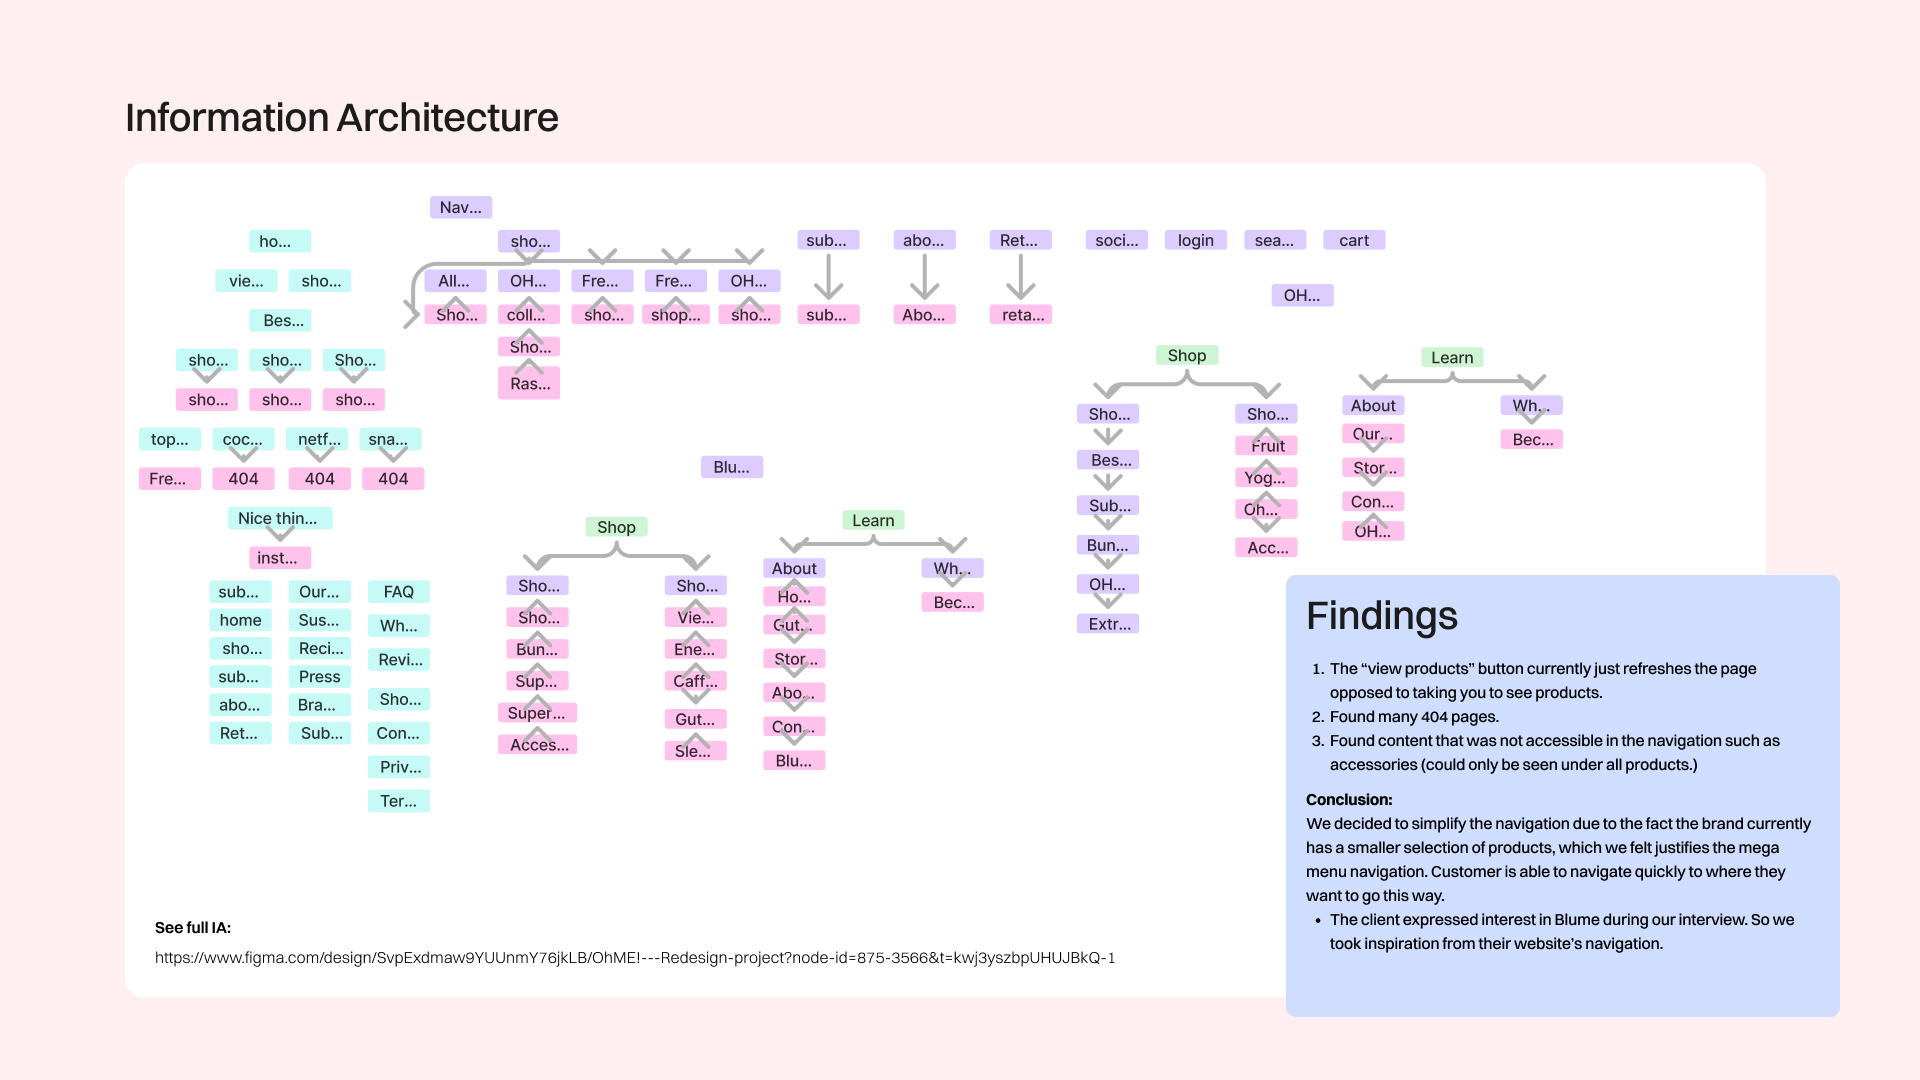 Information Architecture
Nav...
ho...
vie... sho...
Bes...
sho... sho... Sho...
sho... sho... sho...
top... coc... netf... sna...
Fre... 404 404 404
Nice thin...
inst...
sub... Our... FAQ
home Sus... Wh...
sho... Reci... Revi...
sub... Press Sho...
abo... Bra... Con...
Ret... Sub... Priv...
Ter...
sho... sub... abo... Ret... soci... login sea... cart
All... OH... Fre... Fre... OH...
Sho... coll... sho... shop... sho... sub... Abo... reta...
Sho...
Ras...
Blu...
Shop
Sho... Sho...
Sho... Vie...
Bun... Ene...
Sup... Caff...
Super... Gut...
Acces... Sle...
Learn
About Wh...
Ho... Bec...
Gut...
Stor...
Abo...
Con...
Blu...
OH...
Shop
Sho... Sho...
Bes... Fruit
Sub... Yog...
Bun... Oh...
OH... Acc...
Extr...
Learn
About Wh...
Our... Bec...
Stor...
Con...
OH...
Findings
1. The “view products” button currently just refreshes the page
opposed to taking you to see products.
2. Found many 404 pages.
3. Found content that was not accessible in the navigation such as
accessories (could only be seen under all products.)
Conclusion:
We decided to simplify the navigation due to the fact the brand currently
has a smaller selection of products, which we felt justifies the mega
menu navigation. Customer is able to navigate quickly to where they
want to go this way.
• The client expressed interest in Blume during our interview. So we
took inspiration from their website’s navigation.
See full IA:
https://www.figma.com/design/SvpExdmaw9YUUnmY76jkLB/OhME!---Redesign-project?node-id=875-3566&t=kwj3yszbpUHUJBkQ-1